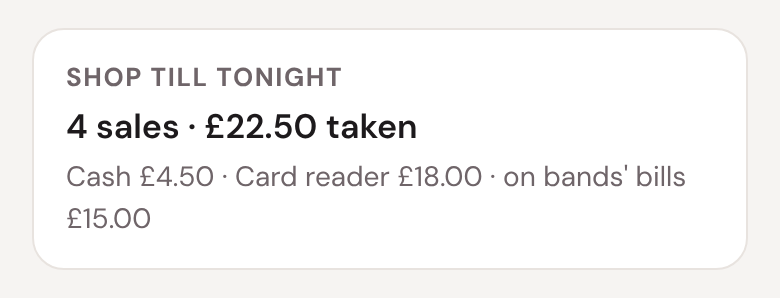 SHOP TILL TONIGHT
4 sales · £22.50 taken
Cash £4.50 · Card reader £18.00 · on bands' bills
£15.00